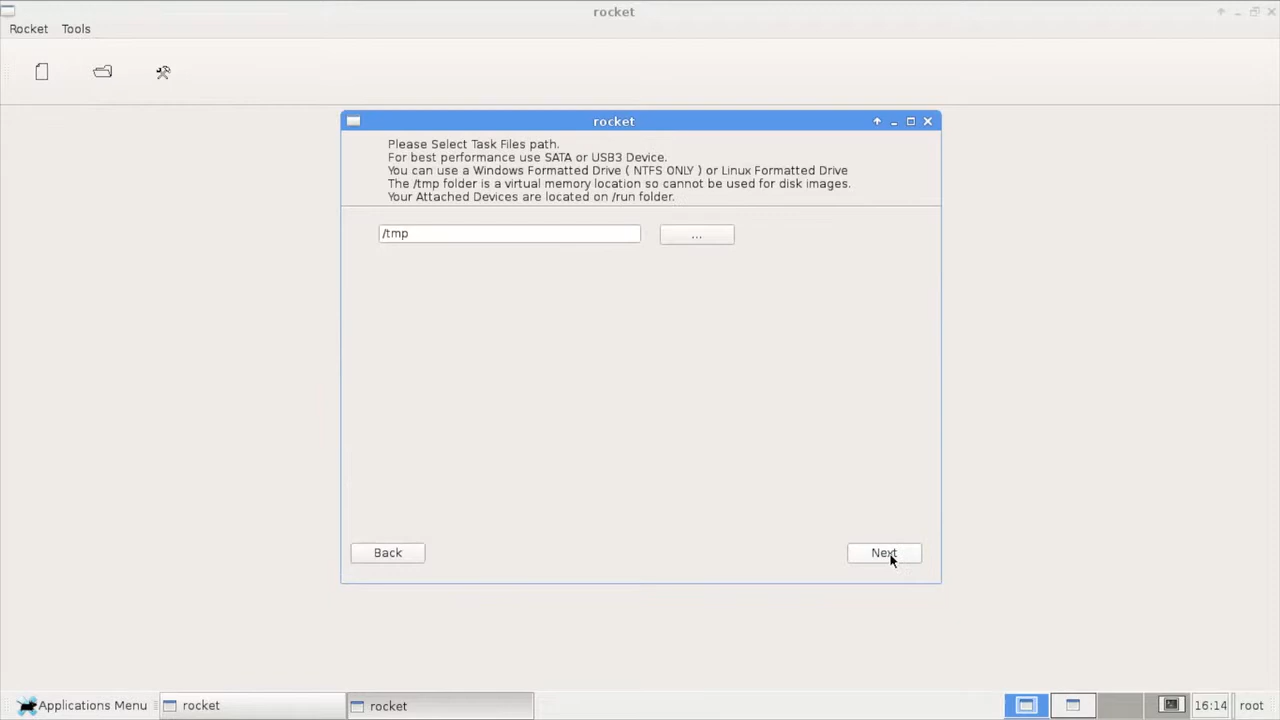 rocket
Rocket Tools
rocket
Please Select Task Files path.
For best performance use SATA or USB3 Device.
You can use a Windows Formatted Drive ( NTFS ONLY ) or Linux Formatted Drive
The /tmp folder is a virtual memory location so cannot be used for disk images.
Your Attached Devices are located on /run folder.
/tmp ...
Back Next
Applications Menu rocket rocket 16:14 root